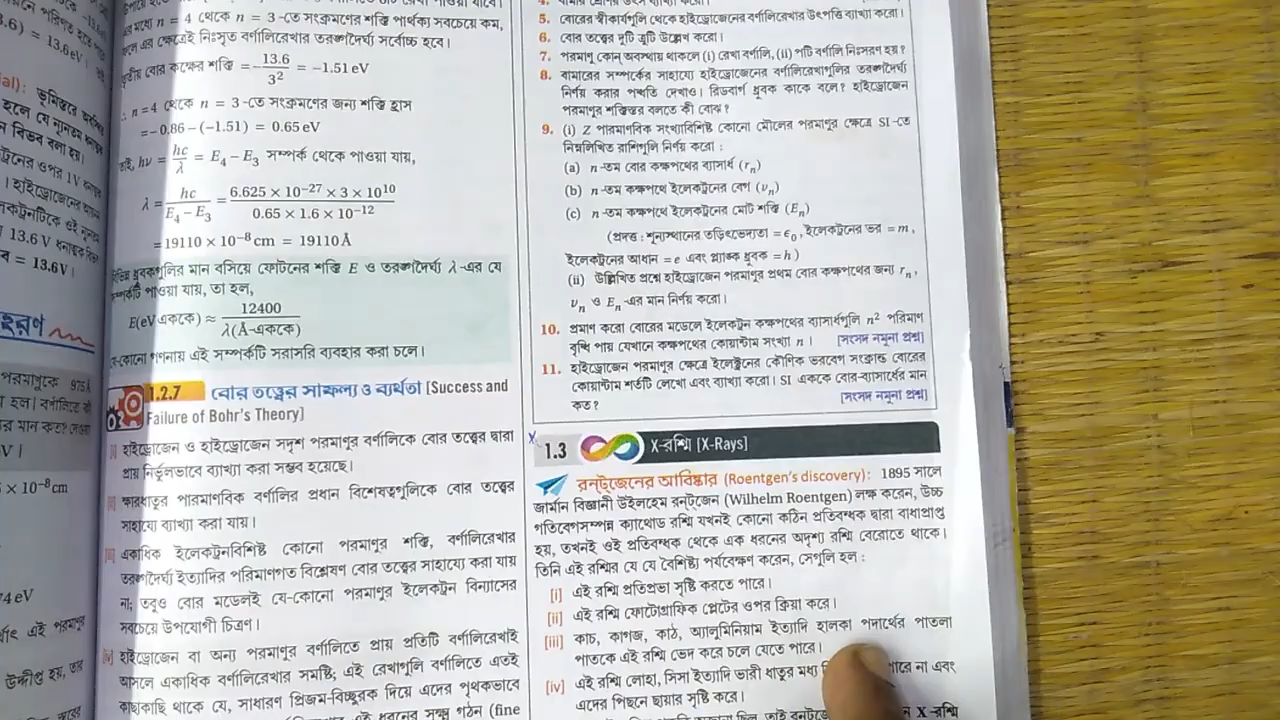 এর মধ্যে n = 4 থেকে n = 3-তে সংক্রমণের শক্তি পার্থক্য সবচেয়ে কম,
ফলে এর ক্ষেত্রেই নিঃসৃত বর্ণালিরেখার তরঙ্গদৈর্ঘ্য সর্বোচ্চ হবে।
তৃতীয় বোর কক্ষের শক্তি = -13.6/3² = -1.51 eV
∴ n = 4 থেকে n = 3-তে সংক্রমণের জন্য শক্তি হ্রাস
= -0.86 - (-1.51) = 0.65 eV
তাই, hν = hc/λ = E₄ - E₃ সম্পর্ক থেকে পাওয়া যায়,
λ = hc/(E₄ - E₃) = (6.625 × 10⁻²⁷ × 3 × 10¹⁰)/(0.65 × 1.6 × 10⁻¹²)
= 19110 × 10⁻⁸ cm = 19110 Å
বিভিন্ন ধ্রুবকগুলির মান বসিয়ে ফোটনের শক্তি E ও তরঙ্গদৈর্ঘ্য λ-এর যে
সম্পর্কটি পাওয়া যায়, তা হল,
E(eV এককে) ≈ 12400/λ(Å-এককে)
যে-কোনো গণনায় এই সম্পর্কটি সরাসরি ব্যবহার করা চলে।
1.2.7 বোর তত্ত্বের সাফল্য ও ব্যর্থতা [Success and
Failure of Bohr's Theory]
[i] হাইড্রোজেন ও হাইড্রোজেন সদৃশ পরমাণুর বর্ণালিকে বোর তত্ত্বের দ্বারা
প্রায় নির্ভুলভাবে ব্যাখ্যা করা সম্ভব হয়েছে।
[ii] ক্ষারধাতুর পারমাণবিক বর্ণালির প্রধান বিশেষত্বগুলিকে বোর তত্ত্বের
সাহায্যে ব্যাখ্যা করা যায়।
[iii] একাধিক ইলেকট্রনবিশিষ্ট কোনো পরমাণুর শক্তি, বর্ণালিরেখার
তরঙ্গদৈর্ঘ্য ইত্যাদির পরিমাণগত বিশ্লেষণ বোর তত্ত্বের সাহায্যে করা যায়
না; তবুও বোর মডেলই যে-কোনো পরমাণুর ইলেকট্রন বিন্যাসের
সবচেয়ে উপযোগী চিত্রণ।
[iv] হাইড্রোজেন বা অন্য পরমাণুর বর্ণালিতে প্রায় প্রতিটি বর্ণালিরেখাই
আসলে একাধিক বর্ণালিরেখার সমষ্টি; এই রেখাগুলি বর্ণালিতে এতই
কাছাকাছি থাকে যে, সাধারণ প্রিজম-বিচ্ছুরক দিয়ে এদের পৃথকভাবে
এই ধরনের সূক্ষ্ম গঠন (fine
5. বোরের স্বীকার্যগুলি থেকে হাইড্রোজেনের বর্ণালিরেখার উৎপত্তি ব্যাখ্যা করো।
6. বোর তত্ত্বের দুটি ত্রুটি উল্লেখ করো।
7. পরমাণু কোন্ অবস্থায় থাকলে (i) রেখা বর্ণালি, (ii) পটি বর্ণালি নিঃসরণ হয়?
8. বামারের সম্পর্কের সাহায্যে হাইড্রোজেনের বর্ণালিরেখাগুলির তরঙ্গদৈর্ঘ্য
নির্ণয় করার পদ্ধতি দেখাও। রিডবার্গ ধ্রুবক কাকে বলে? হাইড্রোজেন
পরমাণুর শক্তিস্তর বলতে কী বোঝ?
9. (i) Z পারমাণবিক সংখ্যাবিশিষ্ট কোনো মৌলের পরমাণুর ক্ষেত্রে SI-তে
নিম্নলিখিত রাশিগুলি নির্ণয় করো :
(a) n-তম বোর কক্ষপথের ব্যাসার্ধ (rₙ)
(b) n-তম কক্ষপথে ইলেকট্রনের বেগ (νₙ)
(c) n-তম কক্ষপথে ইলেকট্রনের মোট শক্তি (Eₙ)
(প্রদত্ত : শূন্যস্থানের তড়িৎভেদ্যতা = ϵ₀, ইলেকট্রনের ভর = m,
ইলেকট্রনের আধান = e এবং প্ল্যাঙ্ক ধ্রুবক = h)
(ii) উল্লিখিত প্রশ্নে হাইড্রোজেন পরমাণুর প্রথম বোর কক্ষপথের জন্য rₙ,
νₙ ও Eₙ-এর মান নির্ণয় করো।
10. প্রমাণ করো বোরের মডেলে ইলেকট্রন কক্ষপথের ব্যাসার্ধগুলি n² পরিমাণ
বৃদ্ধি পায় যেখানে কক্ষপথের কোয়ান্টাম সংখ্যা n। [সংসদ নমুনা প্রশ্ন]
11. হাইড্রোজেন পরমাণুর ক্ষেত্রে ইলেকট্রনের কৌণিক ভরবেগ সংক্রান্ত বোরের
কোয়ান্টাম শর্তটি লেখো এবং ব্যাখ্যা করো। SI এককে বোর-ব্যাসার্ধের মান
কত? [সংসদ নমুনা প্রশ্ন]
1.3 X-রশ্মি [X-Rays]
রন্‌ট্‌জেনের আবিষ্কার (Roentgen's discovery): 1895 সালে
জার্মান বিজ্ঞানী উইলহেম রন্‌ট্‌জেন (Wilhelm Roentgen) লক্ষ করেন, উচ্চ
গতিবেগসম্পন্ন ক্যাথোড রশ্মি যখনই কোনো কঠিন প্রতিবন্ধক দ্বারা বাধাপ্রাপ্ত
হয়, তখনই ওই প্রতিবন্ধক থেকে এক ধরনের অদৃশ্য রশ্মি বেরোতে থাকে।
তিনি এই রশ্মির যে যে বৈশিষ্ট্য পর্যবেক্ষণ করেন, সেগুলি হল :
[i] এই রশ্মি প্রতিপ্রভা সৃষ্টি করতে পারে।
[ii] এই রশ্মি ফোটোগ্রাফিক প্লেটের ওপর ক্রিয়া করে।
[iii] কাচ, কাগজ, কাঠ, অ্যালুমিনিয়াম ইত্যাদি হালকা পদার্থের পাতলা
পাতকে এই রশ্মি ভেদ করে চলে যেতে পারে।
[iv] এই রশ্মি লোহা, সিসা ইত্যাদি ভারী ধাতুর মধ্য পারে না এবং
এদের পিছনে ছায়ার সৃষ্টি করে।
X-রশ্মি